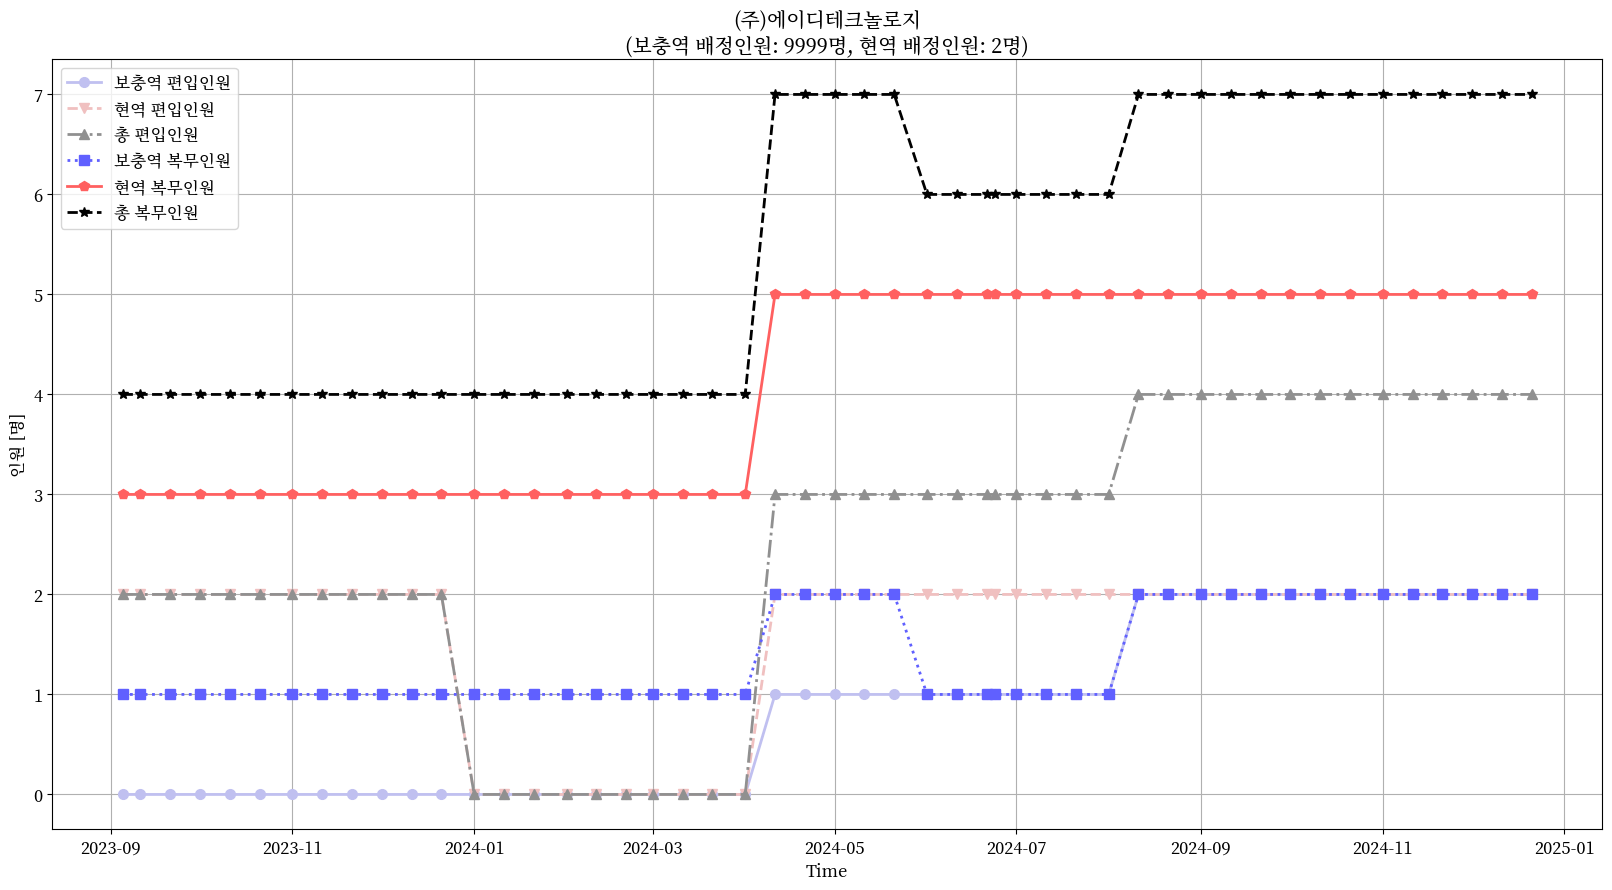 (주)에이디테크놀로지
(보충역 배정인원: 9999명, 현역 배정인원: 2명)
보충역 편입인원
현역 편입인원
총 편입인원
보충역 복무인원
현역 복무인원
총 복무인원
인원 [명]
7
6
5
4
3
2
1
0
2023-09
2023-11
2024-01
2024-03
2024-05
2024-07
2024-09
2024-11
2025-01
Time